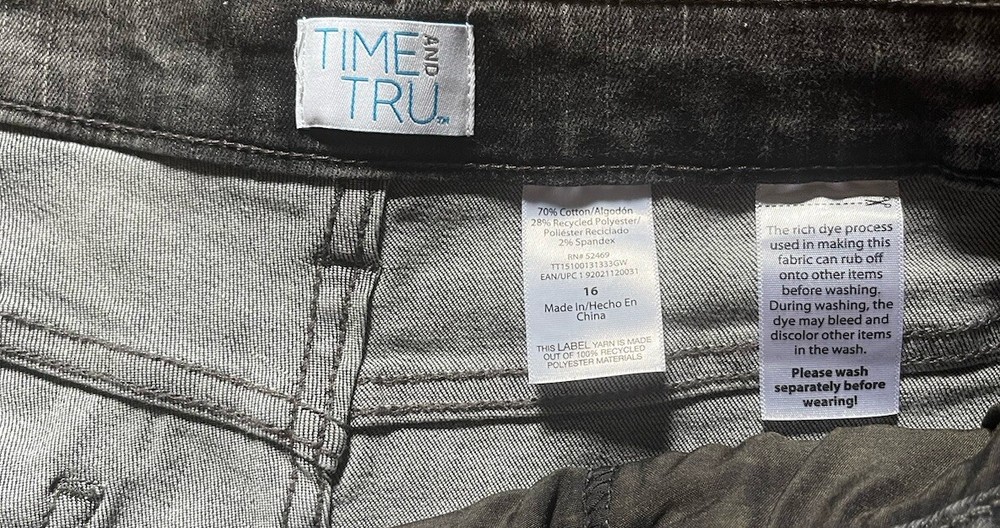 TIME AND
TRU™
70% Cotton/Algodón
28% Recycled Polyester/
Poliéster Reciclado
2% Spandex
RN# 52469
TT15100131333GW
EAN/UPC 1 92021120031
16
Made in/Hecho En
China
THIS LABEL YARN IS MADE
OUT OF 100% RECYCLED
POLYESTER MATERIALS
The rich dye process
used in making this
fabric can rub off
onto other items
before washing.
During washing, the
dye may bleed and
discolor other items
in the wash.
Please wash
separately before
wearing!